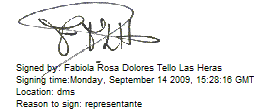 Signed by: Fabiola Rosa Dolores Tello Las Heras
Signing time:Monday, September 14 2009, 15:28:16 GMT
Location: dms
Reason to sign: representante